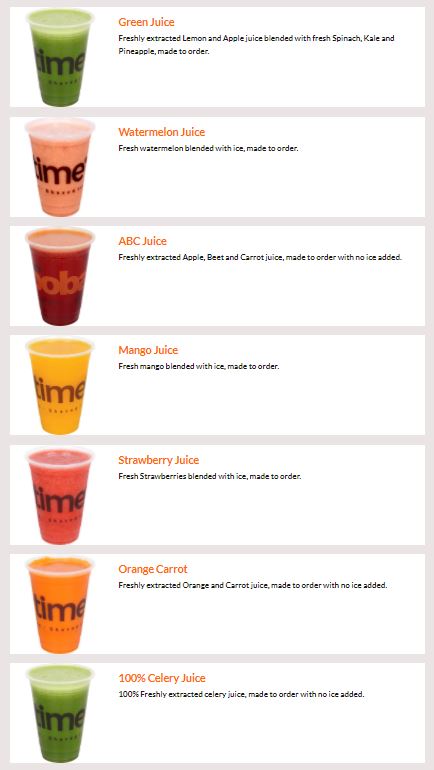 time
Green Juice
Freshly extracted Lemon and Apple juice blended with fresh Spinach, Kale and
Pineapple, made to order.
time
Watermelon Juice
Fresh watermelon blended with ice, made to order.
oba
ABC Juice
Freshly extracted Apple, Beet and Carrot juice, made to order with no ice added.
time
Mango Juice
Fresh mango blended with ice, made to order.
time
Strawberry Juice
Fresh Strawberries blended with ice, made to order.
time
Orange Carrot
Freshly extracted Orange and Carrot juice, made to order with no ice added.
time
100% Celery Juice
100% Freshly extracted celery juice, made to order with no ice added.